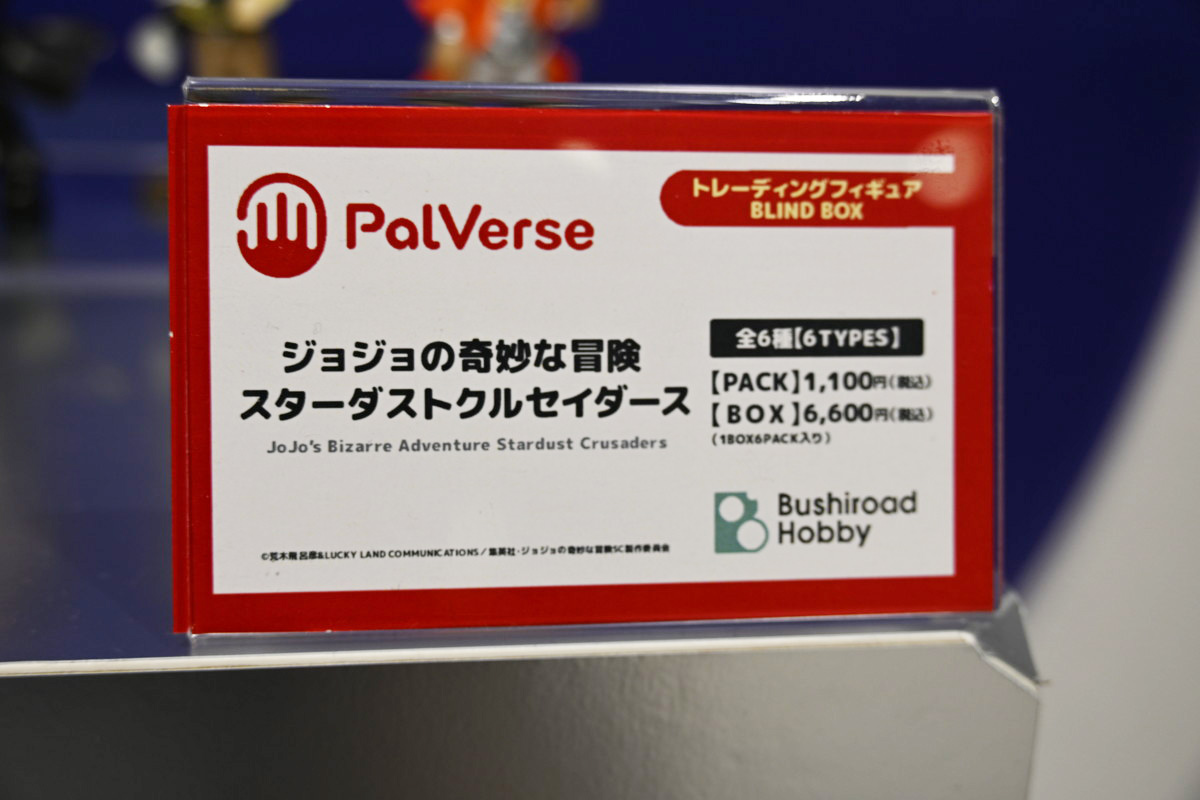 PalVerse
トレーディングフィギュア
BLIND BOX
ジョジョの奇妙な冒険
スターダストクルセイダース
JoJo's Bizarre Adventure Stardust Crusaders
全6種【6TYPES】
【PACK】1,100円(税込)
【BOX】6,600円(税込)
(1BOX6PACK入り)
Bushiroad
Hobby
©荒木飛呂彦&LUCKY LAND COMMUNICATIONS/集英社・ジョジョの奇妙な冒険SC製作委員会